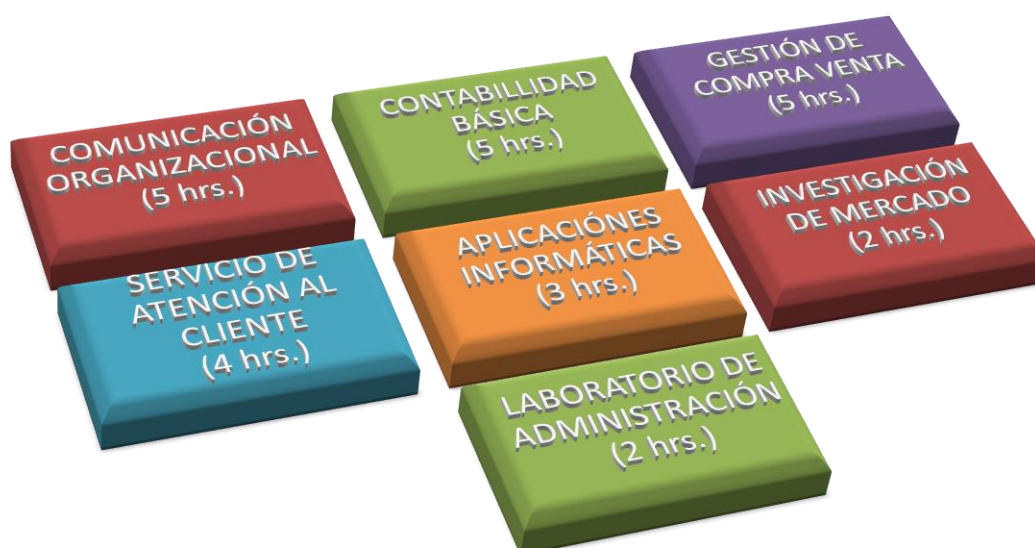 COMUNICACIÓN
ORGANIZACIONAL
(5 hrs.)
CONTABILLIDAD
BÁSICA
(5 hrs.)
GESTIÓN DE
COMPRA VENTA
(5 hrs.)
SERVICIO DE
ATENCIÓN AL
CLIENTE
(4 hrs.)
APLICACIÓNES
INFORMÁTICAS
(3 hrs.)
INVESTIGACIÓN
DE MERCADO
(2 hrs.)
LABORATORIO DE
ADMINISTRACIÓN
(2 hrs.)